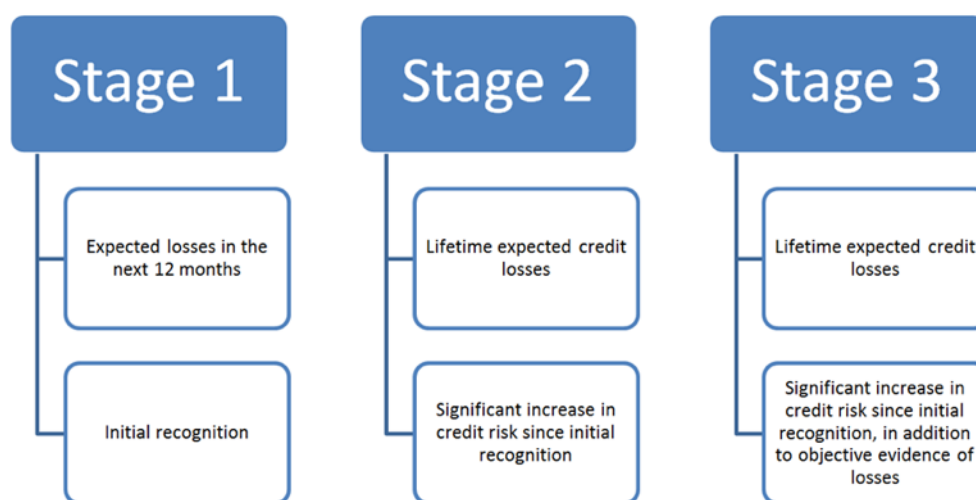 Stage 1
Expected losses in the
next 12 months
Initial recognition
Stage 2
Lifetime expected credit
losses
Significant increase in
credit risk since initial
recognition
Stage 3
Lifetime expected credit
losses
Significant increase in
credit risk since initial
recognition, in addition
to objective evidence of
losses